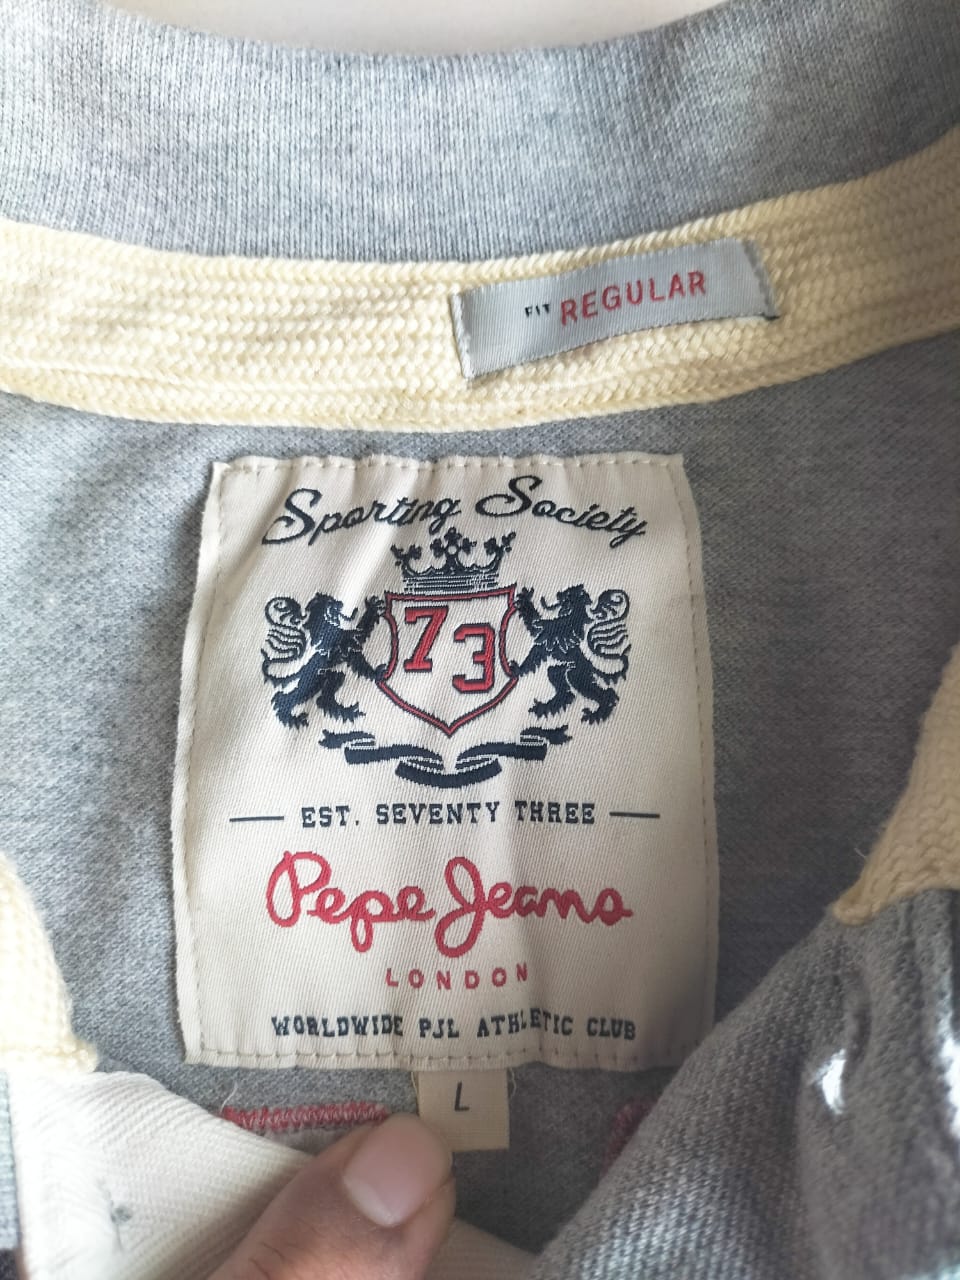 FIT REGULAR
Sporting Society
73
EST. SEVENTY THREE
Pepe Jeans
LONDON
WORLDWIDE PJL ATHLETIC CLUB
L